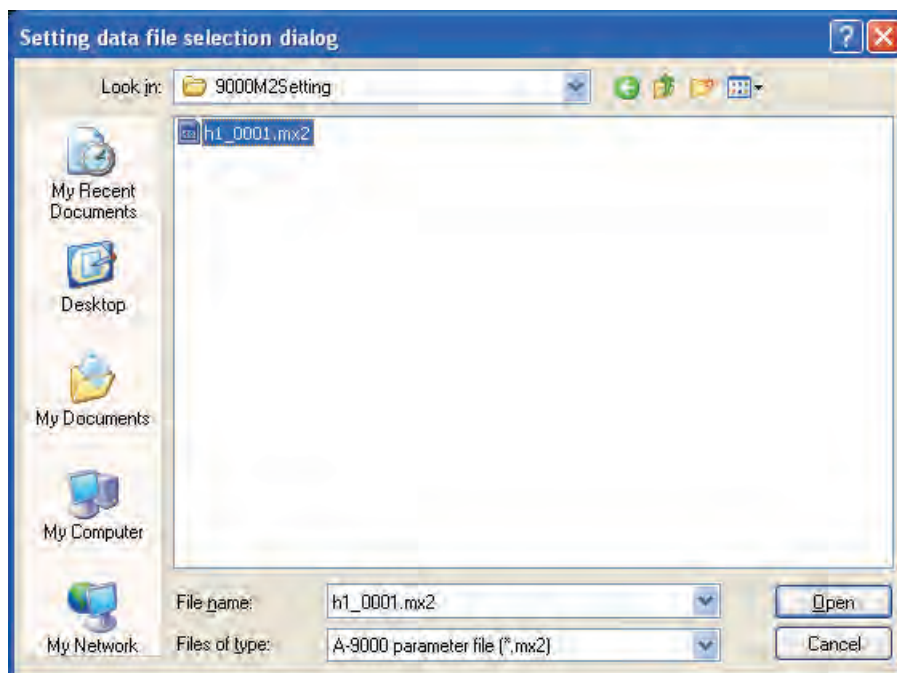 Setting data file selection dialog
Look in: 9000M2Setting
h1_0001.mx2
My Recent
Documents
Desktop
My Documents
My Computer
My Network
File name: h1_0001.mx2 Open
Files of type: A-9000 parameter file (*.mx2) Cancel